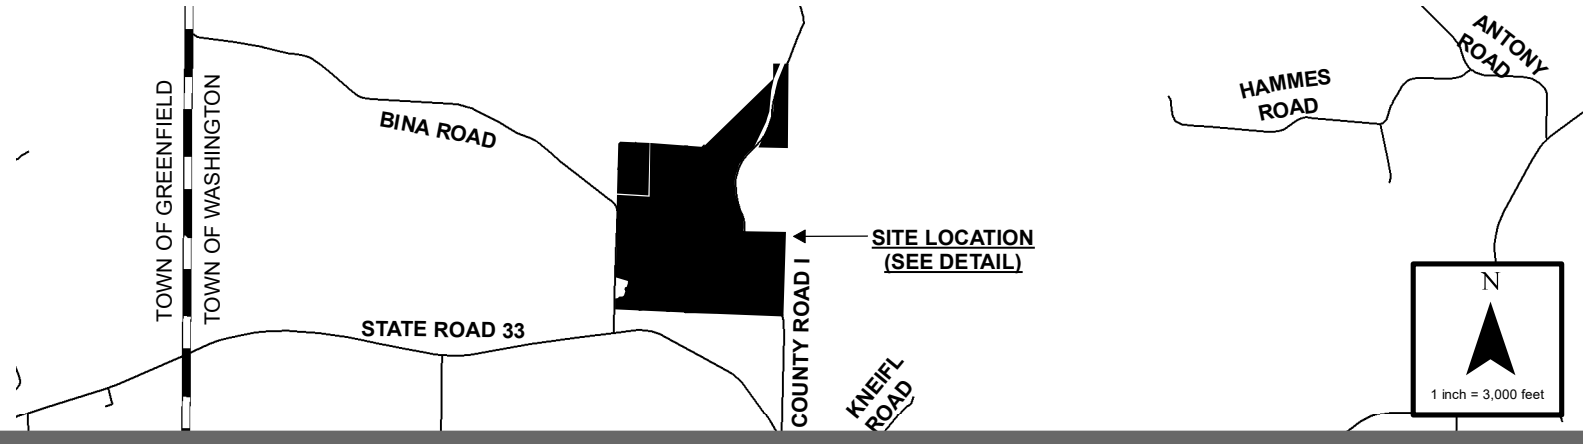 ANTONY
ROAD
HAMMES
ROAD
TOWN OF GREENFIELD
TOWN OF WASHINGTON
BINA ROAD
SITE LOCATION
(SEE DETAIL)
STATE ROAD 33
COUNTY ROAD I
KNEIFL
ROAD
N
1 inch = 3,000 feet